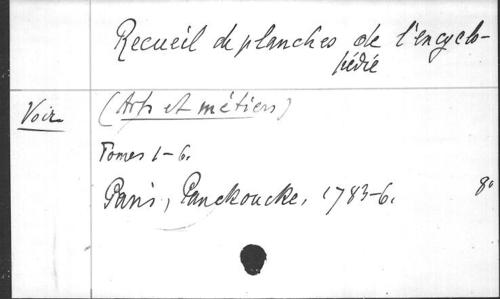 Recueil de planches de l'encyclo-
pédie
Voir
(Arts et métiers)
Tomes 1-6.
Paris, Panckoucke, 1783-6. 8°